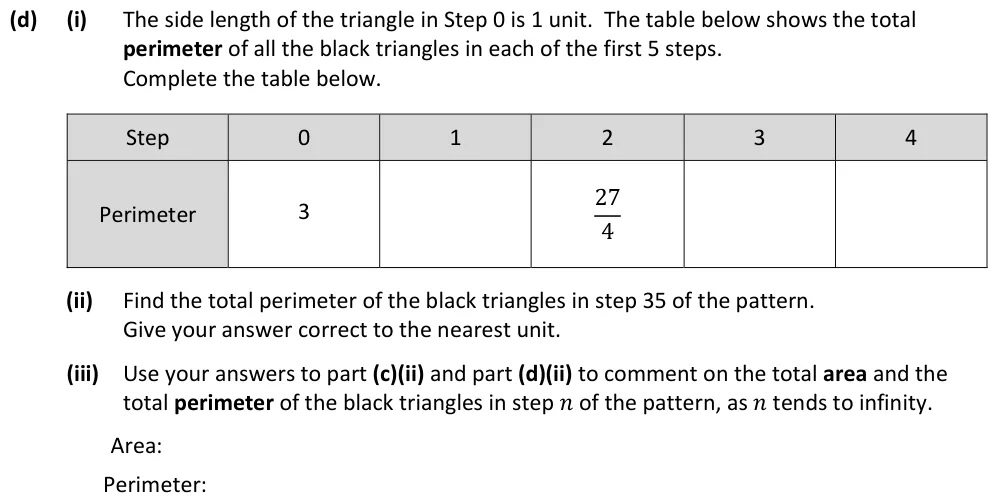 (d) (i) The side length of the triangle in Step 0 is 1 unit. The table below shows the total
perimeter of all the black triangles in each of the first 5 steps.
Complete the table below.
Step 0 1 2 3 4
Perimeter 3 27/4
(ii) Find the total perimeter of the black triangles in step 35 of the pattern.
Give your answer correct to the nearest unit.
(iii) Use your answers to part (c)(ii) and part (d)(ii) to comment on the total area and the
total perimeter of the black triangles in step n of the pattern, as n tends to infinity.
Area:
Perimeter: